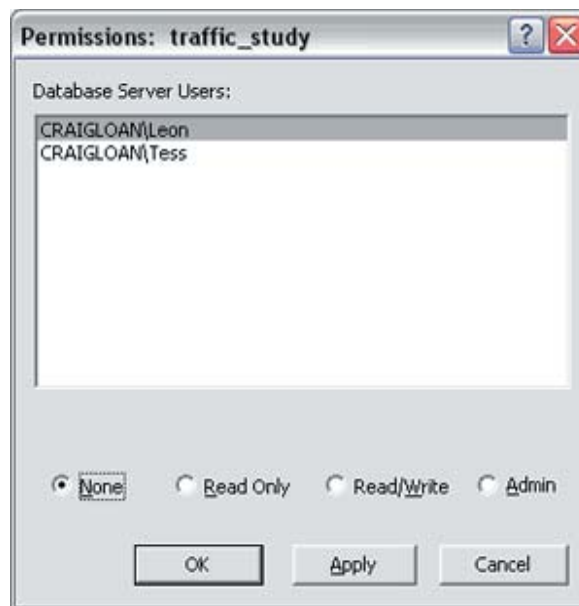 Permissions: traffic_study
?
Database Server Users:
CRAIGLOAN\Leon
CRAIGLOAN\Tess
None Read Only Read/Write Admin
OK Apply Cancel